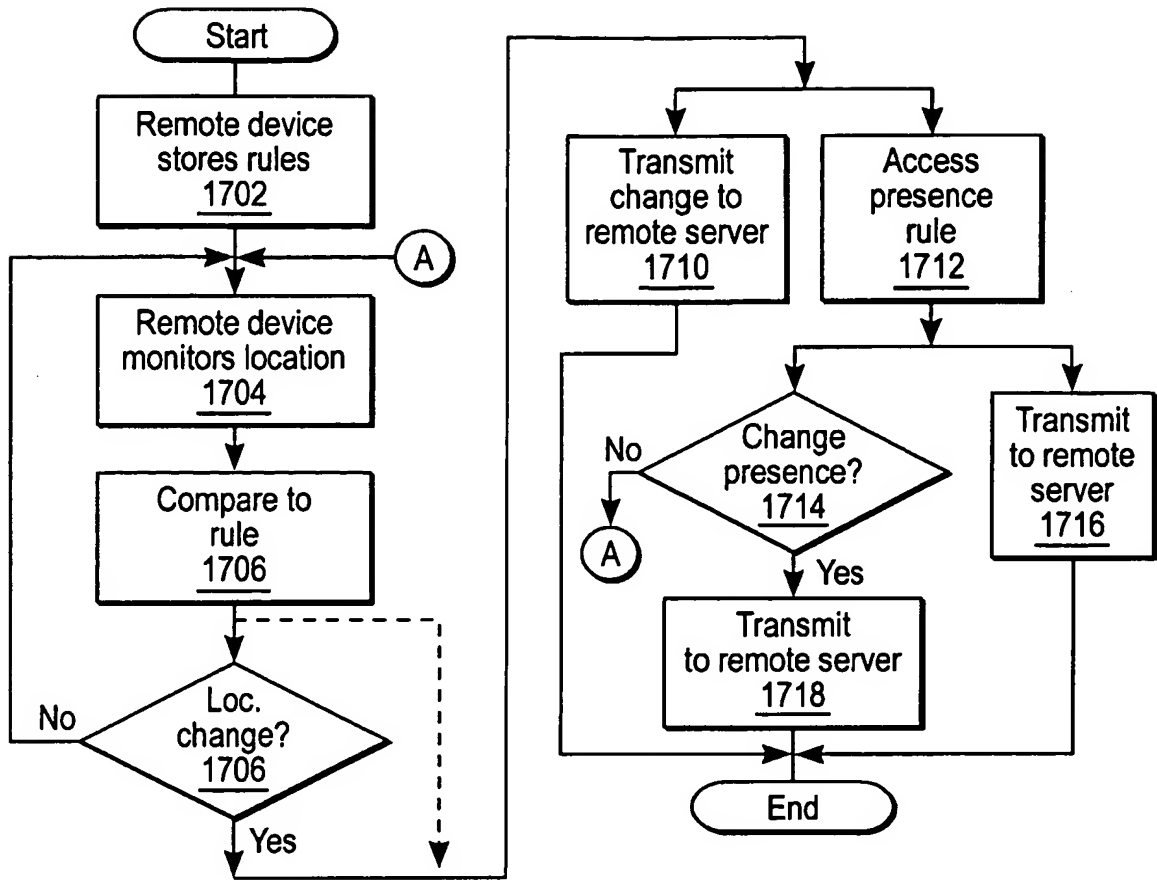 Start
Remote device
stores rules
1702
A
Remote device
monitors location
1704
Compare to
rule
1706
Loc.
change?
1706
No
Yes
Transmit
change to
remote server
1710
Access
presence
rule
1712
Change
presence?
1714
No
A
Yes
Transmit
to remote
server
1716
Transmit
to remote server
1718
End